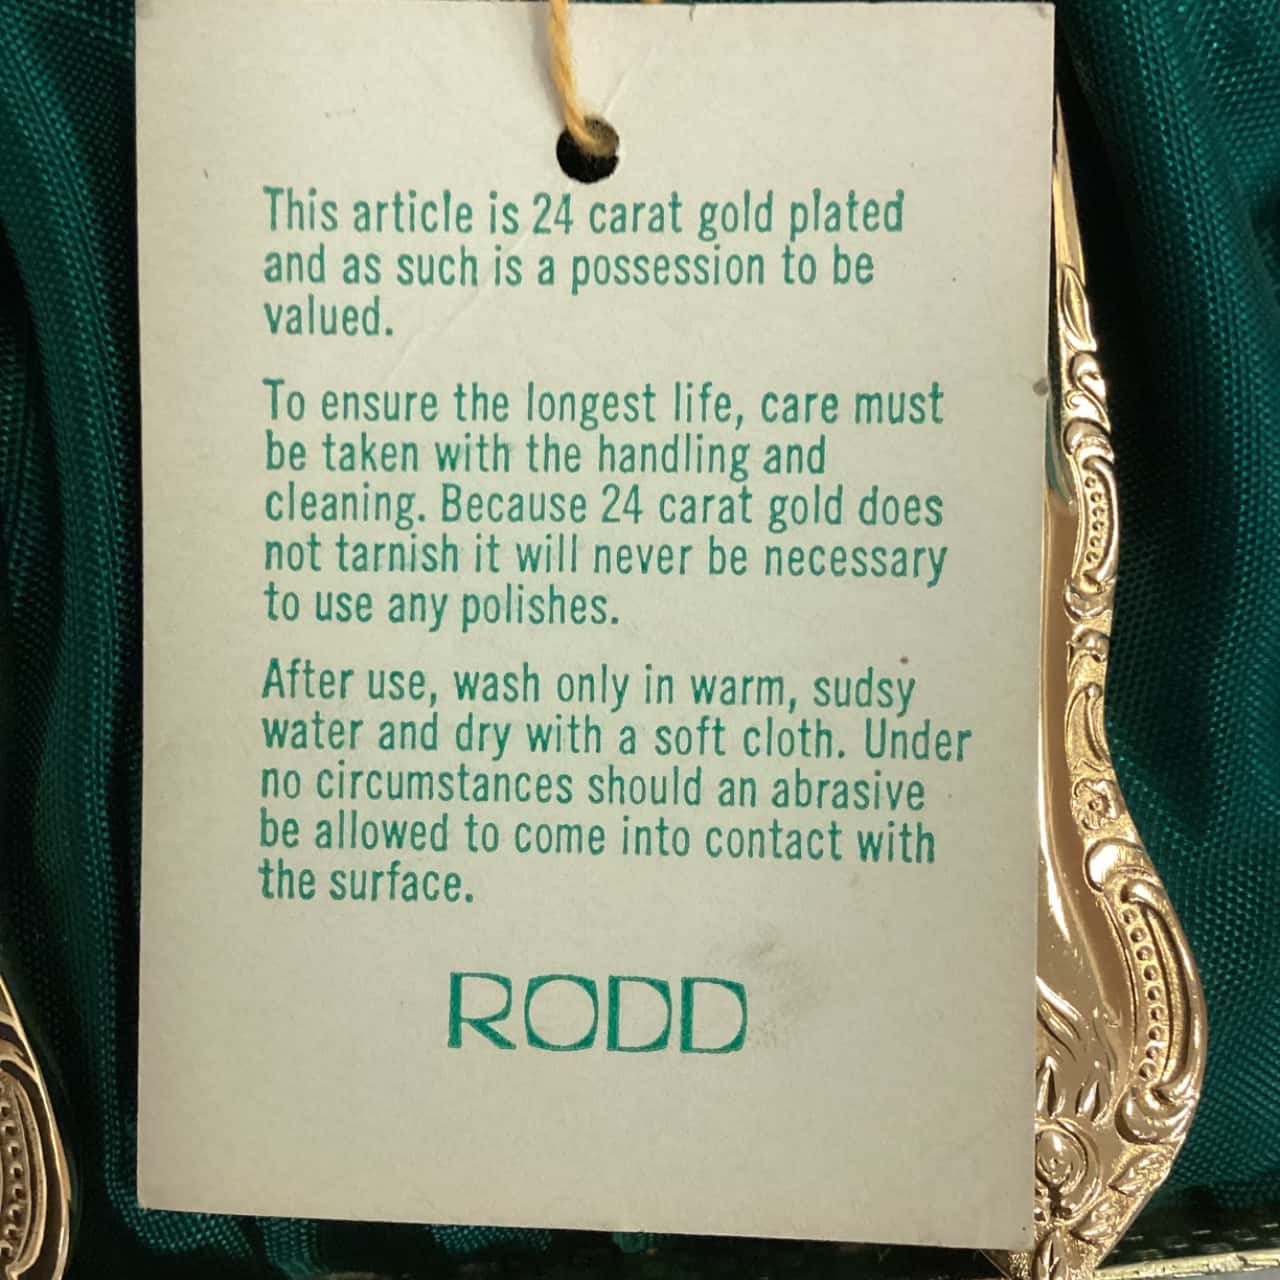 This article is 24 carat gold plated
and as such is a possession to be
valued.
To ensure the longest life, care must
be taken with the handling and
cleaning. Because 24 carat gold does
not tarnish it will never be necessary
to use any polishes.
After use, wash only in warm, sudsy
water and dry with a soft cloth. Under
no circumstances should an abrasive
be allowed to come into contact with
the surface.
RODD